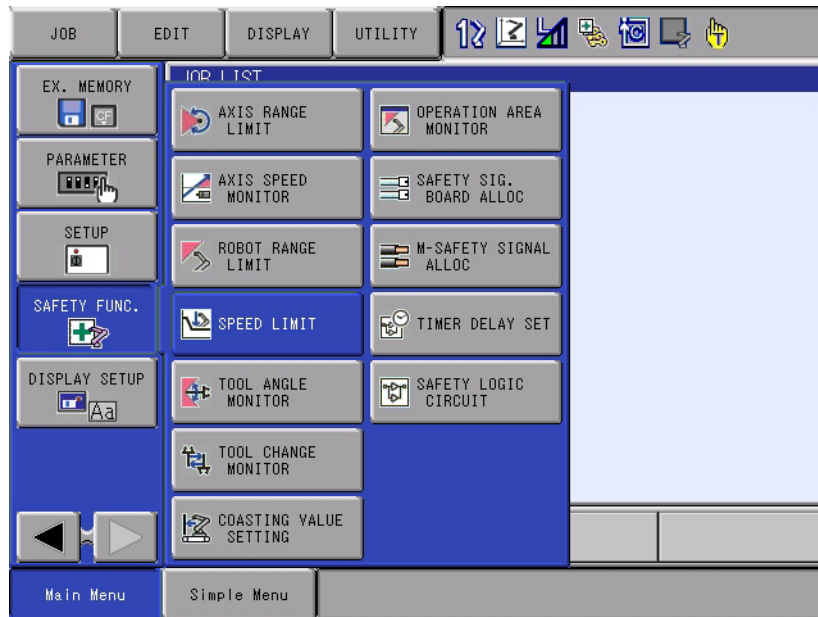 JOB
EDIT
DISPLAY
UTILITY
JOB LIST
EX. MEMORY
CF
PARAMETER
SETUP
SAFETY FUNC.
DISPLAY SETUP
Aa
AXIS RANGE
LIMIT
AXIS SPEED
MONITOR
ROBOT RANGE
LIMIT
SPEED LIMIT
TOOL ANGLE
MONITOR
TOOL CHANGE
MONITOR
COASTING VALUE
SETTING
OPERATION AREA
MONITOR
SAFETY SIG.
BOARD ALLOC
M-SAFETY SIGNAL
ALLOC
TIMER DELAY SET
SAFETY LOGIC
CIRCUIT
Main Menu
Simple Menu